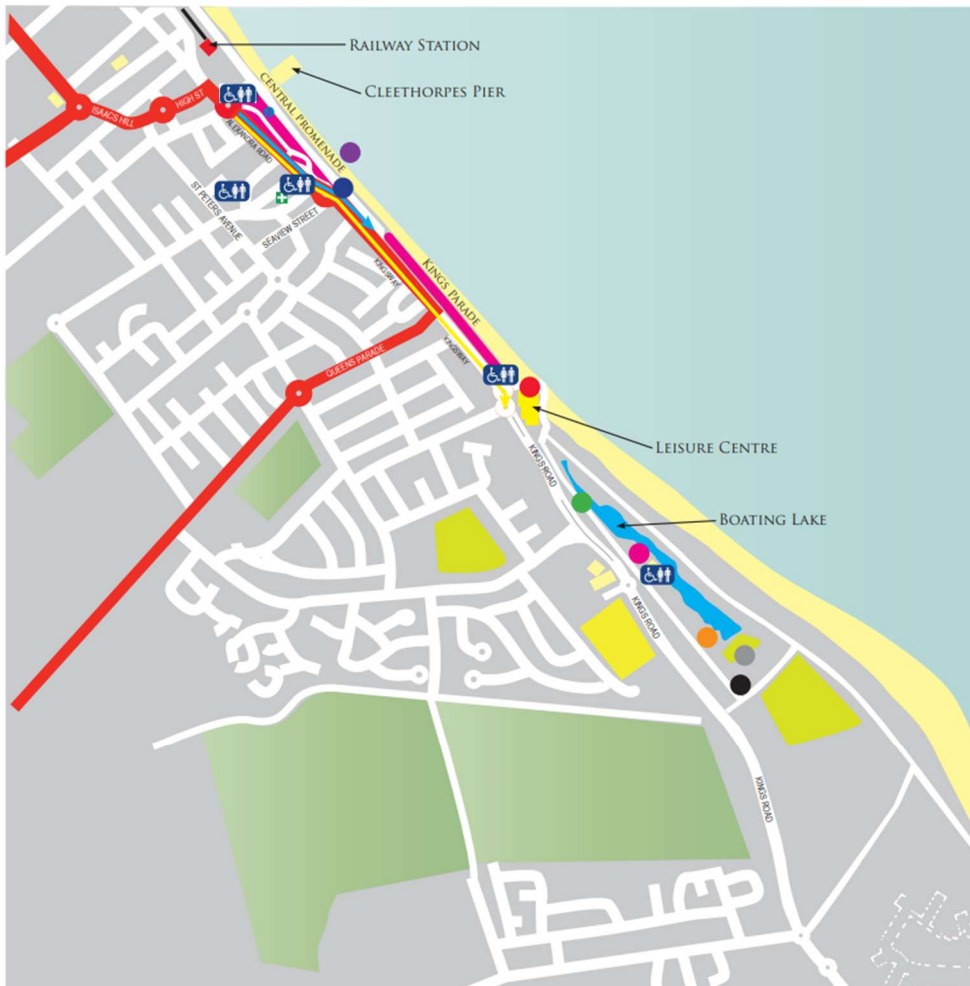 RAILWAY STATION
CLEETHORPES PIER
CENTRAL PROMENADE
ISAACS HILL
HIGH ST
ALEXANDRA ROAD
ST PETERS AVENUE
SEAVIEW STREET
KINGSWAY
KINGS PARADE
KINGSWAY
QUEENS PARADE
LEISURE CENTRE
KINGS ROAD
BOATING LAKE
KINGS ROAD
KINGS ROAD